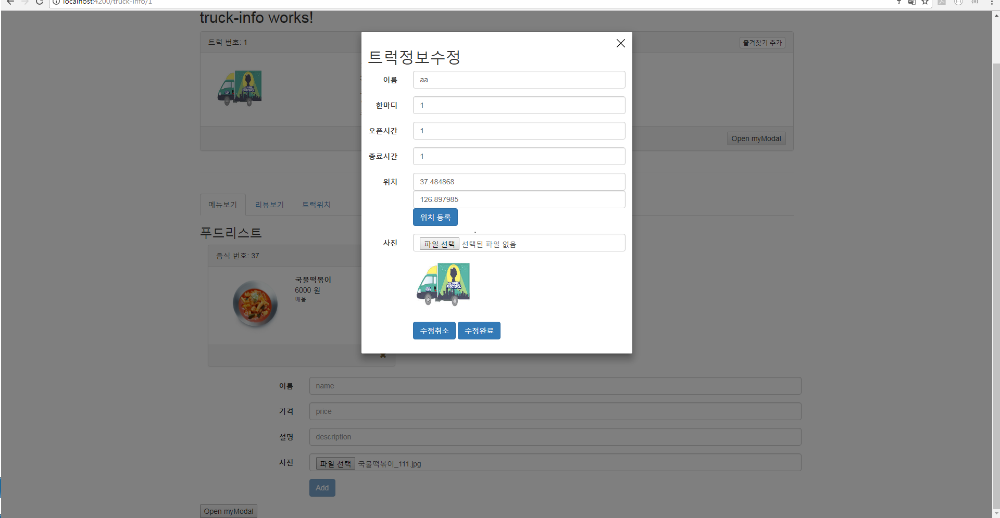 localhost:4200/truck-info/1
truck-info works!
트럭 번호: 1
즐겨찾기 추가
Open myModal
트럭정보수정
이름
aa
한마디
1
오픈시간
1
종료시간
1
위치
37.484868
126.897985
위치 등록
.
사진
파일 선택 선택된 파일 없음
수정취소 수정완료
메뉴보기
리뷰보기
트럭위치
푸드리스트
음식 번호: 37
국물떡볶이
6000 원
매울
이름
name
가격
price
설명
description
사진
파일 선택 국물떡볶이_111.jpg
Add
Open myModal